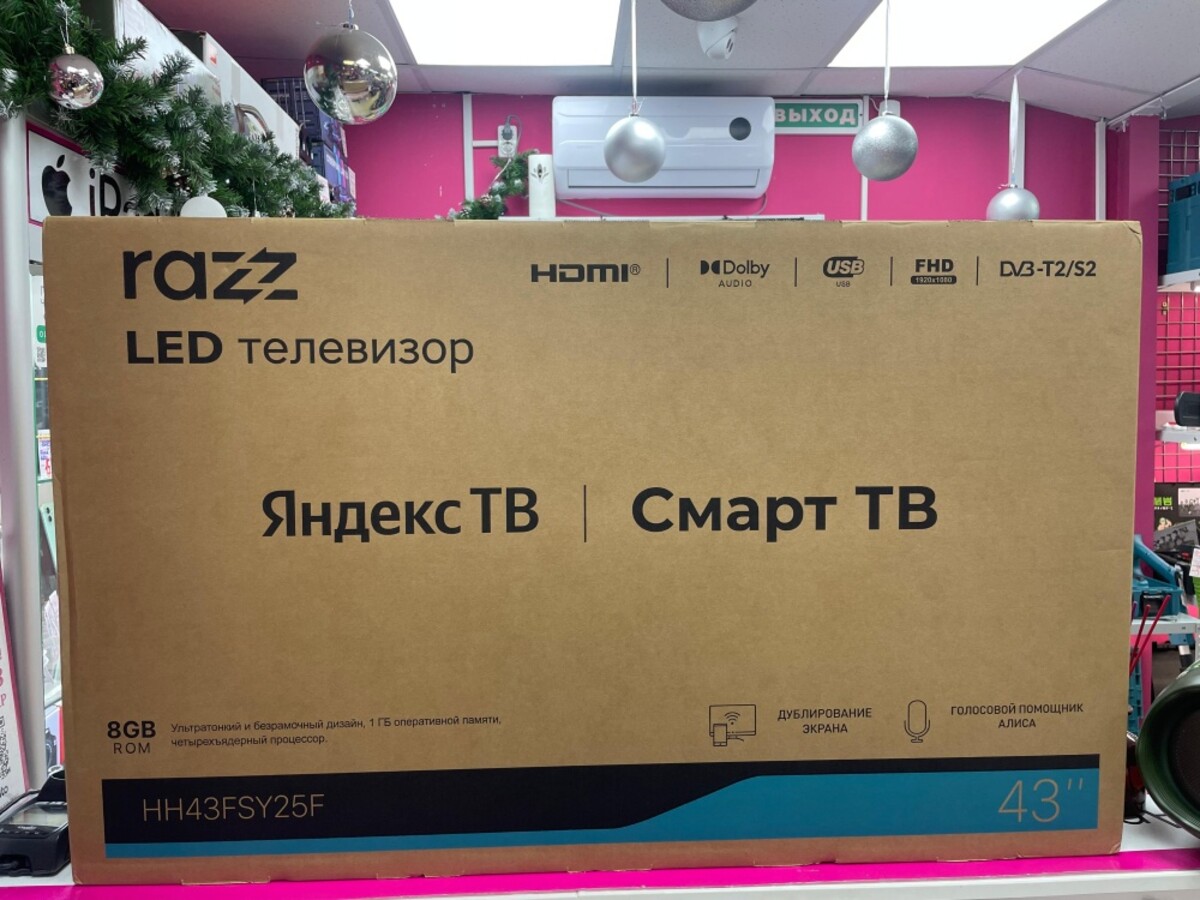 ВЫХОД
razz
HDMI®
Dolby
AUDIO
USB
USB
FHD
1920x1080
DVB-T2/S2
LED телевизор
Яндекс ТВ | Смарт ТВ
8GB
ROM
Ультратонкий и безрамочный дизайн, 1 ГБ оперативной памяти,
четырехъядерный процессор.
ДУБЛИРОВАНИЕ
ЭКРАНА
ГОЛОСОВОЙ ПОМОЩНИК
АЛИСА
HH43FSY25F
43"